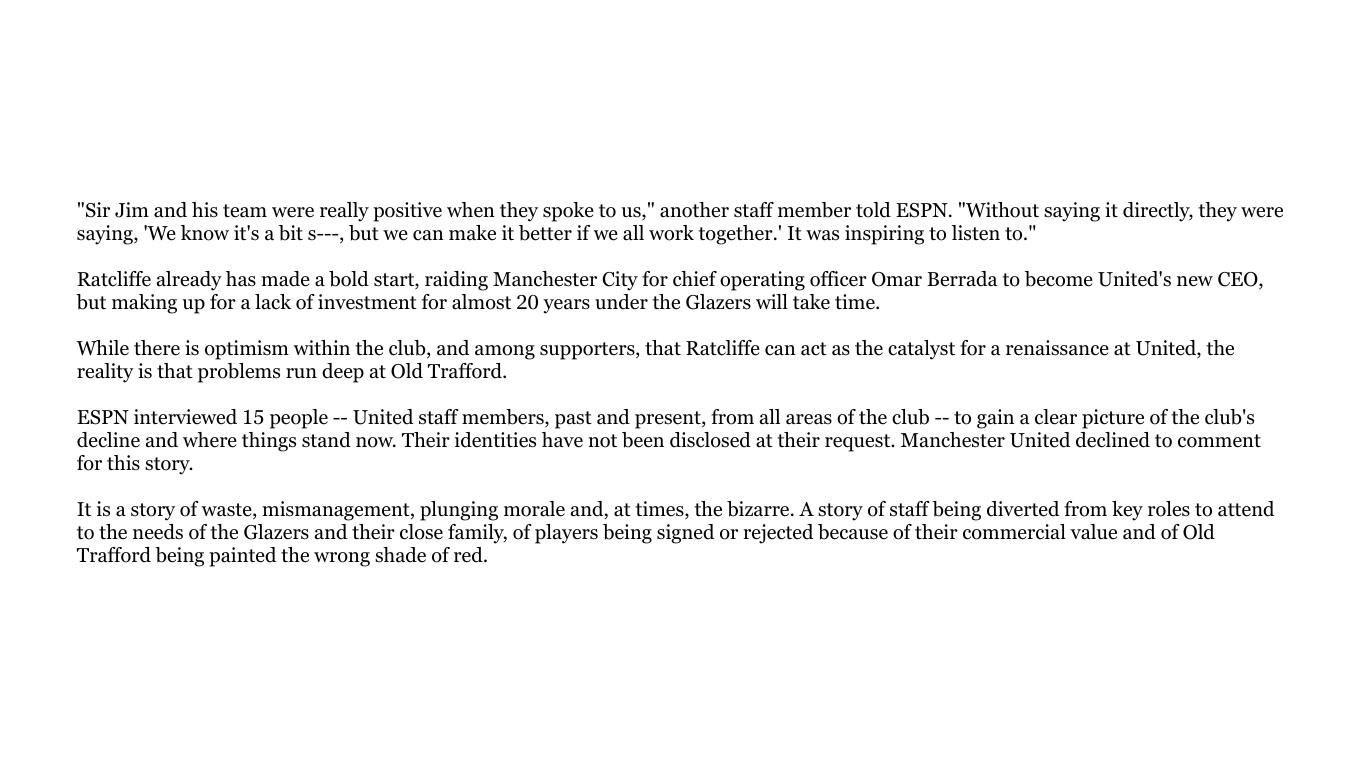 "Sir Jim and his team were really positive when they spoke to us," another staff member told ESPN. "Without saying it directly, they were
saying, 'We know it's a bit s---, but we can make it better if we all work together.' It was inspiring to listen to."
Ratcliffe already has made a bold start, raiding Manchester City for chief operating officer Omar Berrada to become United's new CEO,
but making up for a lack of investment for almost 20 years under the Glazers will take time.
While there is optimism within the club, and among supporters, that Ratcliffe can act as the catalyst for a renaissance at United, the
reality is that problems run deep at Old Trafford.
ESPN interviewed 15 people -- United staff members, past and present, from all areas of the club -- to gain a clear picture of the club's
decline and where things stand now. Their identities have not been disclosed at their request. Manchester United declined to comment
for this story.
It is a story of waste, mismanagement, plunging morale and, at times, the bizarre. A story of staff being diverted from key roles to attend
to the needs of the Glazers and their close family, of players being signed or rejected because of their commercial value and of Old
Trafford being painted the wrong shade of red.